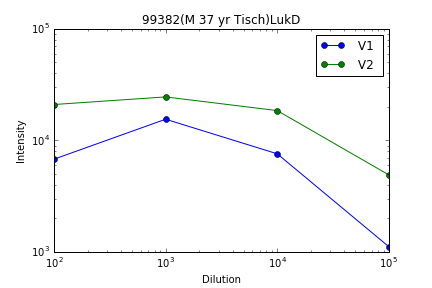 99382(M 37 yr Tisch)LukD
10^5
V1
V2
10^4
Intensity
10^3
10^2
10^3
10^4
10^5
Dilution